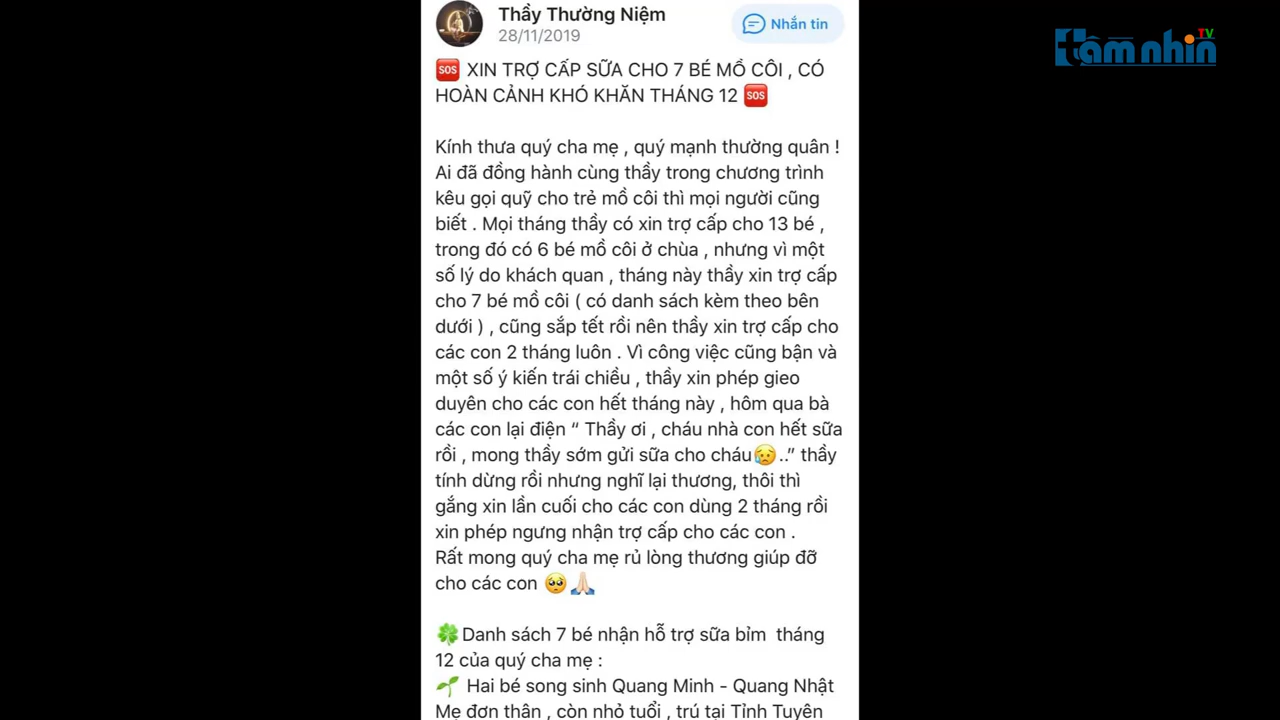 Thầy Thường Niệm
28/11/2019
Nhắn tin
tầm nhìn TV
🆘 XIN TRỢ CẤP SỮA CHO 7 BÉ MỒ CÔI , CÓ
HOÀN CẢNH KHÓ KHĂN THÁNG 12 🆘
Kính thưa quý cha mẹ , quý mạnh thường quân !
Ai đã đồng hành cùng thầy trong chương trình
kêu gọi quỹ cho trẻ mồ côi thì mọi người cũng
biết . Mọi tháng thầy có xin trợ cấp cho 13 bé ,
trong đó có 6 bé mồ côi ở chùa , nhưng vì một
số lý do khách quan , tháng này thầy xin trợ cấp
cho 7 bé mồ côi ( có danh sách kèm theo bên
dưới ) , cũng sắp tết rồi nên thầy xin trợ cấp cho
các con 2 tháng luôn . Vì công việc cũng bận và
một số ý kiến trái chiều , thầy xin phép gieo
duyên cho các con hết tháng này , hôm qua bà
các con lại điện “ Thầy ơi , cháu nhà con hết sữa
rồi , mong thầy sớm gửi sữa cho cháu😥..” thầy
tính dừng rồi nhưng nghĩ lại thương, thôi thì
gắng xin lần cuối cho các con dùng 2 tháng rồi
xin phép ngưng nhận trợ cấp cho các con .
Rất mong quý cha mẹ rủ lòng thương giúp đỡ
cho các con 🥺🙏🏻
🍀Danh sách 7 bé nhận hỗ trợ sữa bỉm tháng
12 của quý cha mẹ :
🌱 Hai bé song sinh Quang Minh - Quang Nhật
Mẹ đơn thân , còn nhỏ tuổi , trú tại Tỉnh Tuyên